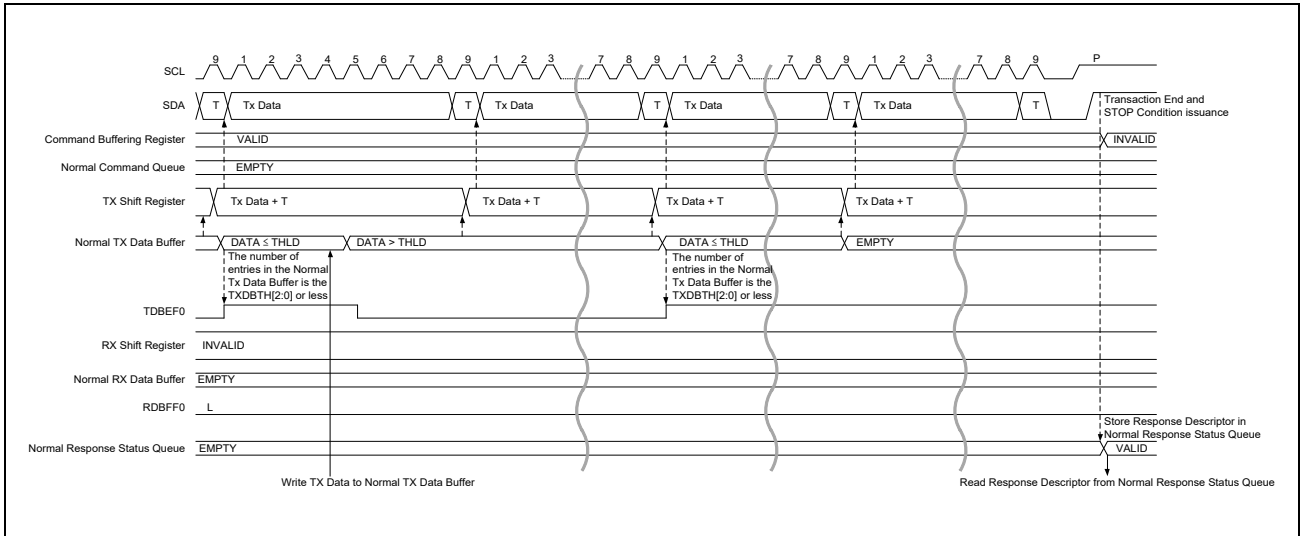 9 1 2 3 4 5 6 7 8 9 1 2 3 7 8 9 1 2 3 7 8 9 1 2 3 7 8 9 P
SCL
SDA T Tx Data T Tx Data T Tx Data T Tx Data T
Transaction End and
STOP Condition issuance
Command Buffering Register VALID INVALID
Normal Command Queue EMPTY
TX Shift Register Tx Data + T Tx Data + T Tx Data + T Tx Data + T
Normal TX Data Buffer DATA ≤ THLD DATA > THLD DATA ≤ THLD EMPTY
The number of
entries in the Normal
Tx Data Buffer is the
TXDBTH[2:0] or less
The number of
entries in the Normal
Tx Data Buffer is the
TXDBTH[2:0] or less
TDBEF0
RX Shift Register INVALID
Normal RX Data Buffer EMPTY
RDBFF0 L
Store Response Descriptor in
Normal Response Status Queue
Normal Response Status Queue EMPTY VALID
Write TX Data to Normal TX Data Buffer
Read Response Descriptor from Normal Response Status Queue